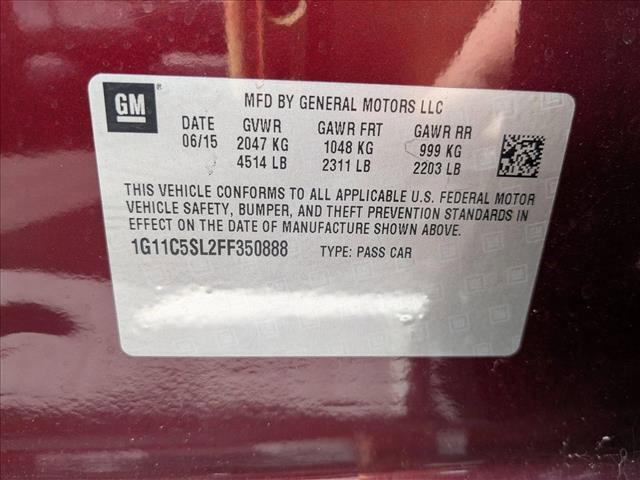 GM
MFD BY GENERAL MOTORS LLC
DATE GVWR GAWR FRT GAWR RR
06/15 2047 KG 1048 KG 999 KG
4514 LB 2311 LB 2203 LB
THIS VEHICLE CONFORMS TO ALL APPLICABLE U.S. FEDERAL MOTOR
VEHICLE SAFETY, BUMPER, AND THEFT PREVENTION STANDARDS IN
EFFECT ON THE DATE OF MANUFACTURE SHOWN ABOVE.
1G11C5SL2FF350888 TYPE: PASS CAR